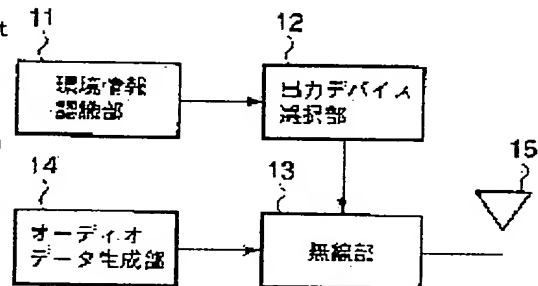 11
環境情報
認識部
12
出力デバイス
選択部
14
オーディオ
データ生成部
13
無線部
15